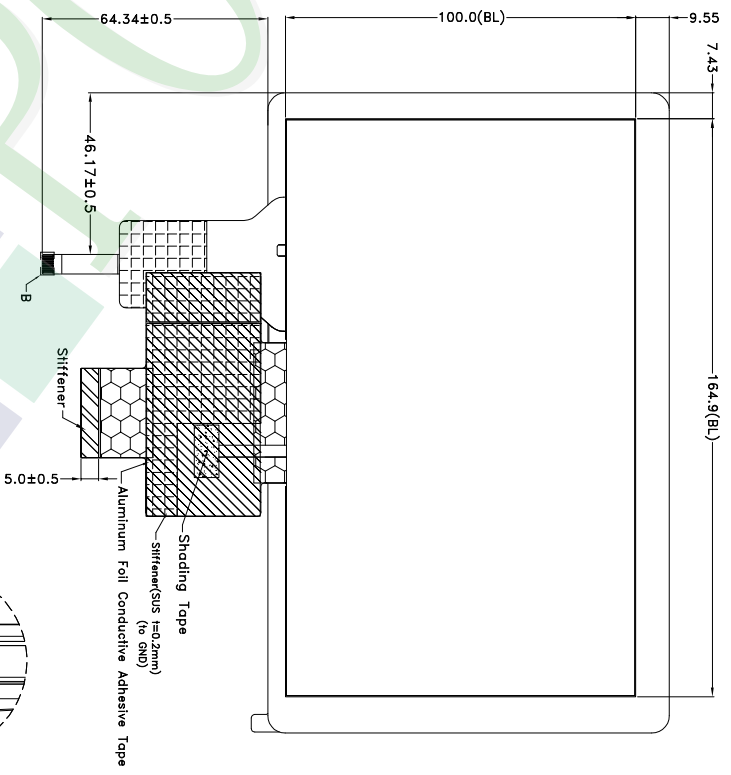 64.34±0.5
100.0(BL)
9.55
7.43
46.17±0.5
164.9(BL)
B
Stiffener
5.0±0.5
Shading Tape
Stiffener(SUS t=0.2mm)
(to GND)
Aluminum Foil Conductive Adhesive Tape